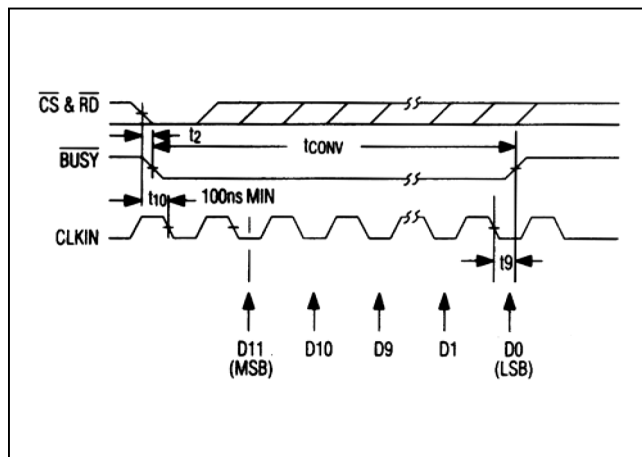 CS & RD
t2
tCONV
BUSY
t10
100ns MIN
CLKIN
t9
D11 D10 D9 D1 D0
(MSB) (LSB)